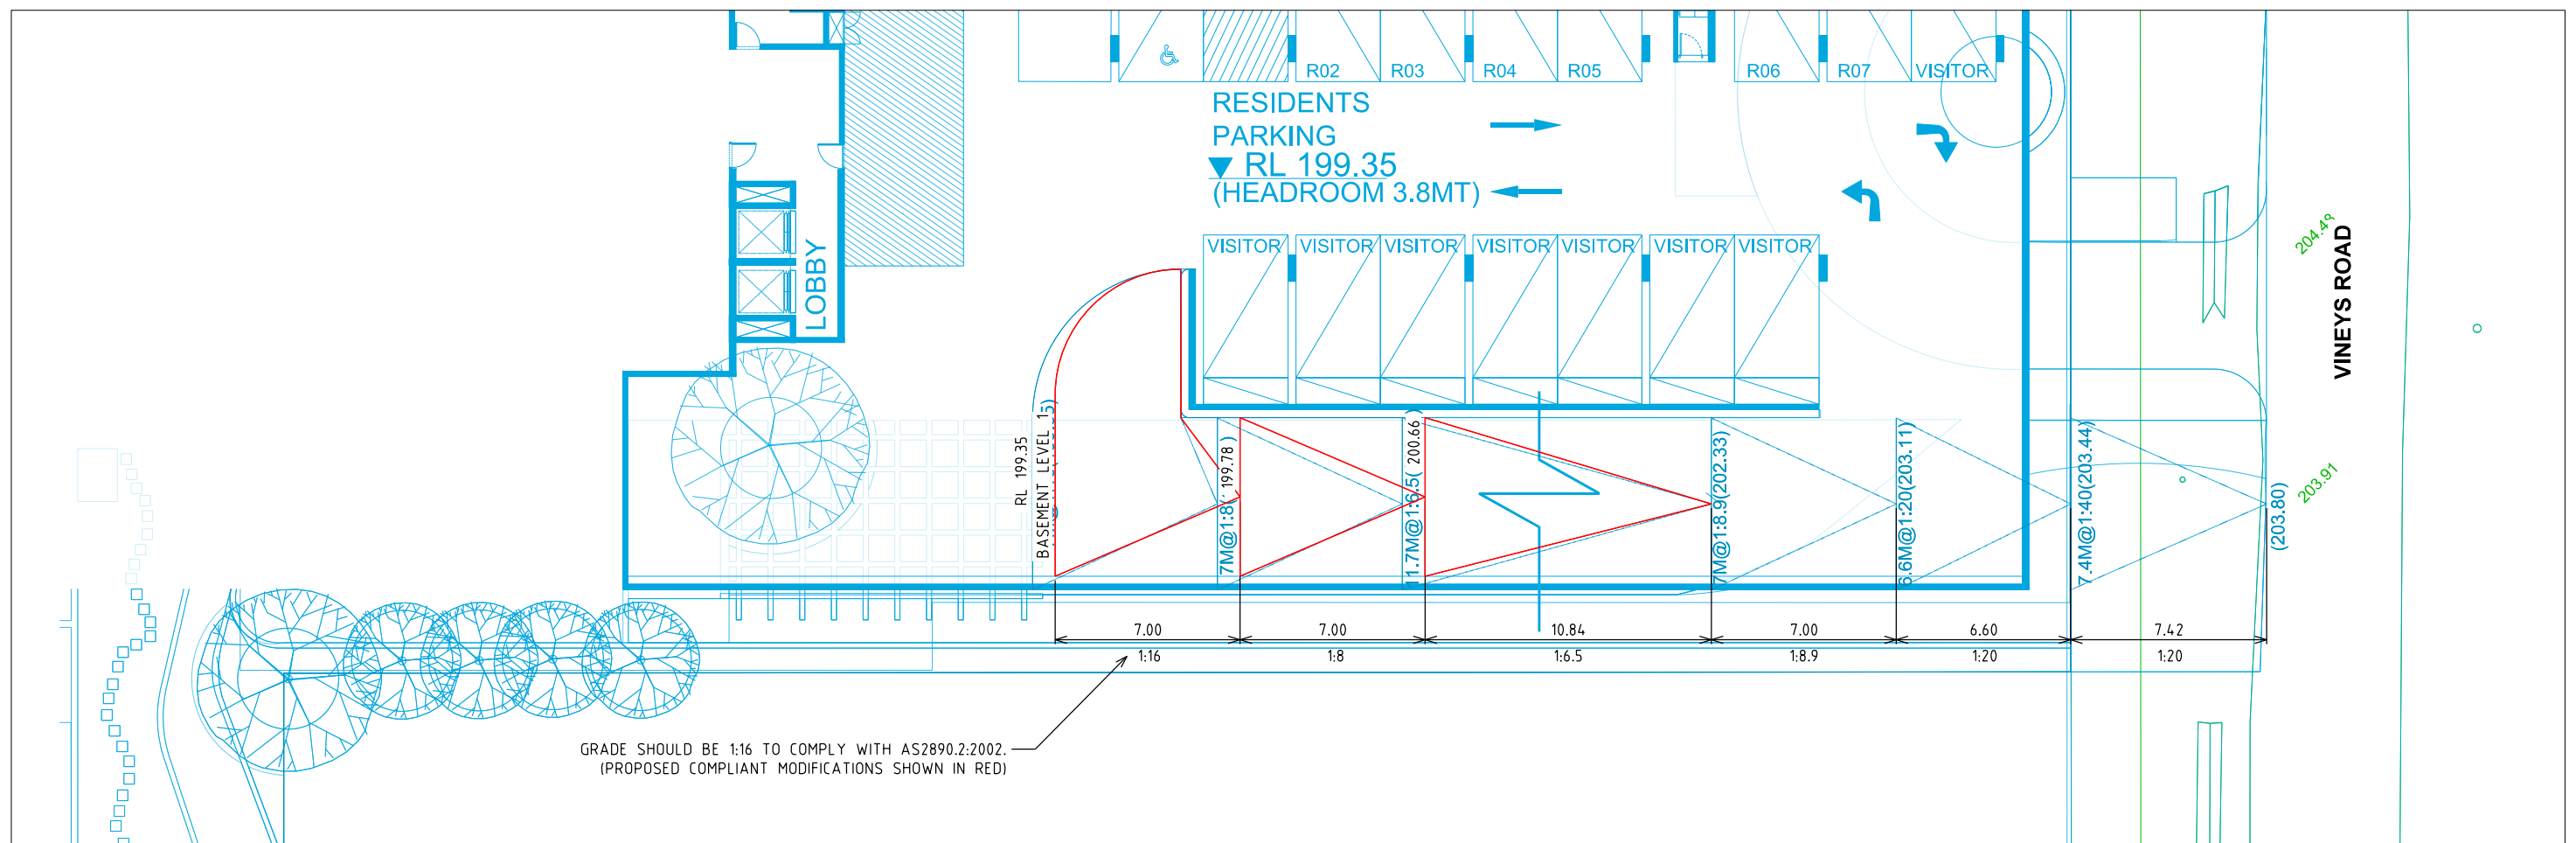 R02
R03
R04
R05
R06
R07
VISITOR
RESIDENTS
PARKING
RL 199.35
(HEADROOM 3.8MT)
LOBBY
VISITOR
VISITOR
VISITOR
VISITOR
VISITOR
VISITOR
VISITOR
204.48
VINEYS ROAD
203.91
RL 199.35
BASEMENT LEVEL 1
7M@1:8( 199.78 )
11.7M@1:6.5( 200.66 )
7M@1:8.9(202.33)
6.6M@1:20(203.11)
7.4M@1:40(203.44)
(203.80)
7.00
7.00
10.84
7.00
6.60
7.42
1:16
1:8
1:6.5
1:8.9
1:20
1:20
GRADE SHOULD BE 1:16 TO COMPLY WITH AS2890.2:2002.
(PROPOSED COMPLIANT MODIFICATIONS SHOWN IN RED)